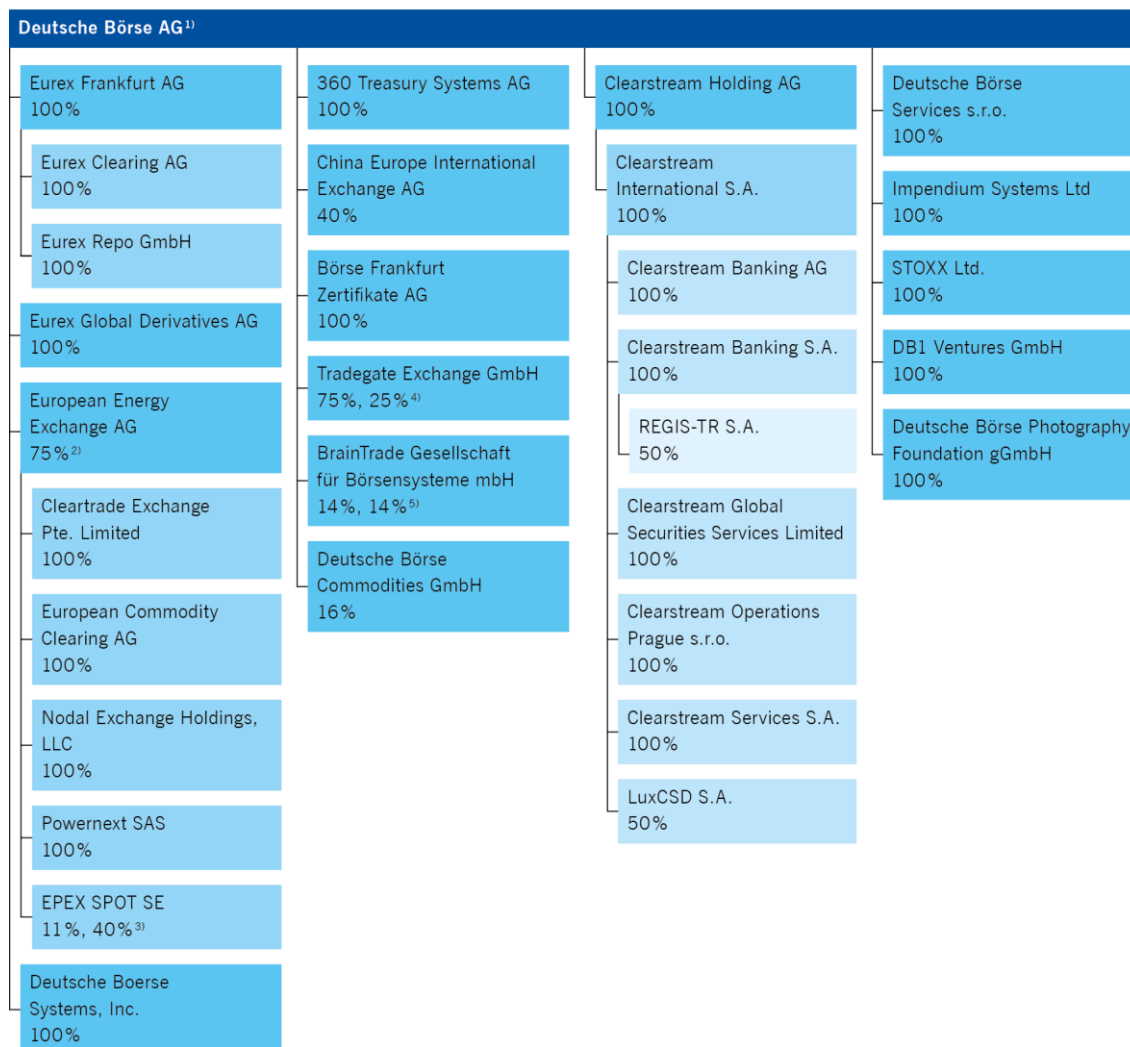 Deutsche Börse AG¹⁾
Eurex Frankfurt AG
100%
Eurex Clearing AG
100%
Eurex Repo GmbH
100%
Eurex Global Derivatives AG
100%
European Energy
Exchange AG
75%²⁾
Cleartrade Exchange
Pte. Limited
100%
European Commodity
Clearing AG
100%
Nodal Exchange Holdings,
LLC
100%
Powernext SAS
100%
EPEX SPOT SE
11%, 40%³⁾
Deutsche Boerse
Systems, Inc.
100%
360 Treasury Systems AG
100%
China Europe International
Exchange AG
40%
Börse Frankfurt
Zertifikate AG
100%
Tradegate Exchange GmbH
75%, 25%⁴⁾
BrainTrade Gesellschaft
für Börsensysteme mbH
14%, 14%⁵⁾
Deutsche Börse
Commodities GmbH
16%
Clearstream Holding AG
100%
Clearstream
International S.A.
100%
Clearstream Banking AG
100%
Clearstream Banking S.A.
100%
REGIS-TR S.A.
50%
Clearstream Global
Securities Services Limited
100%
Clearstream Operations
Prague s.r.o.
100%
Clearstream Services S.A.
100%
LuxCSD S.A.
50%
Deutsche Börse
Services s.r.o.
100%
Impendium Systems Ltd
100%
STOXX Ltd.
100%
DB1 Ventures GmbH
100%
Deutsche Börse Photography
Foundation gGmbH
100%